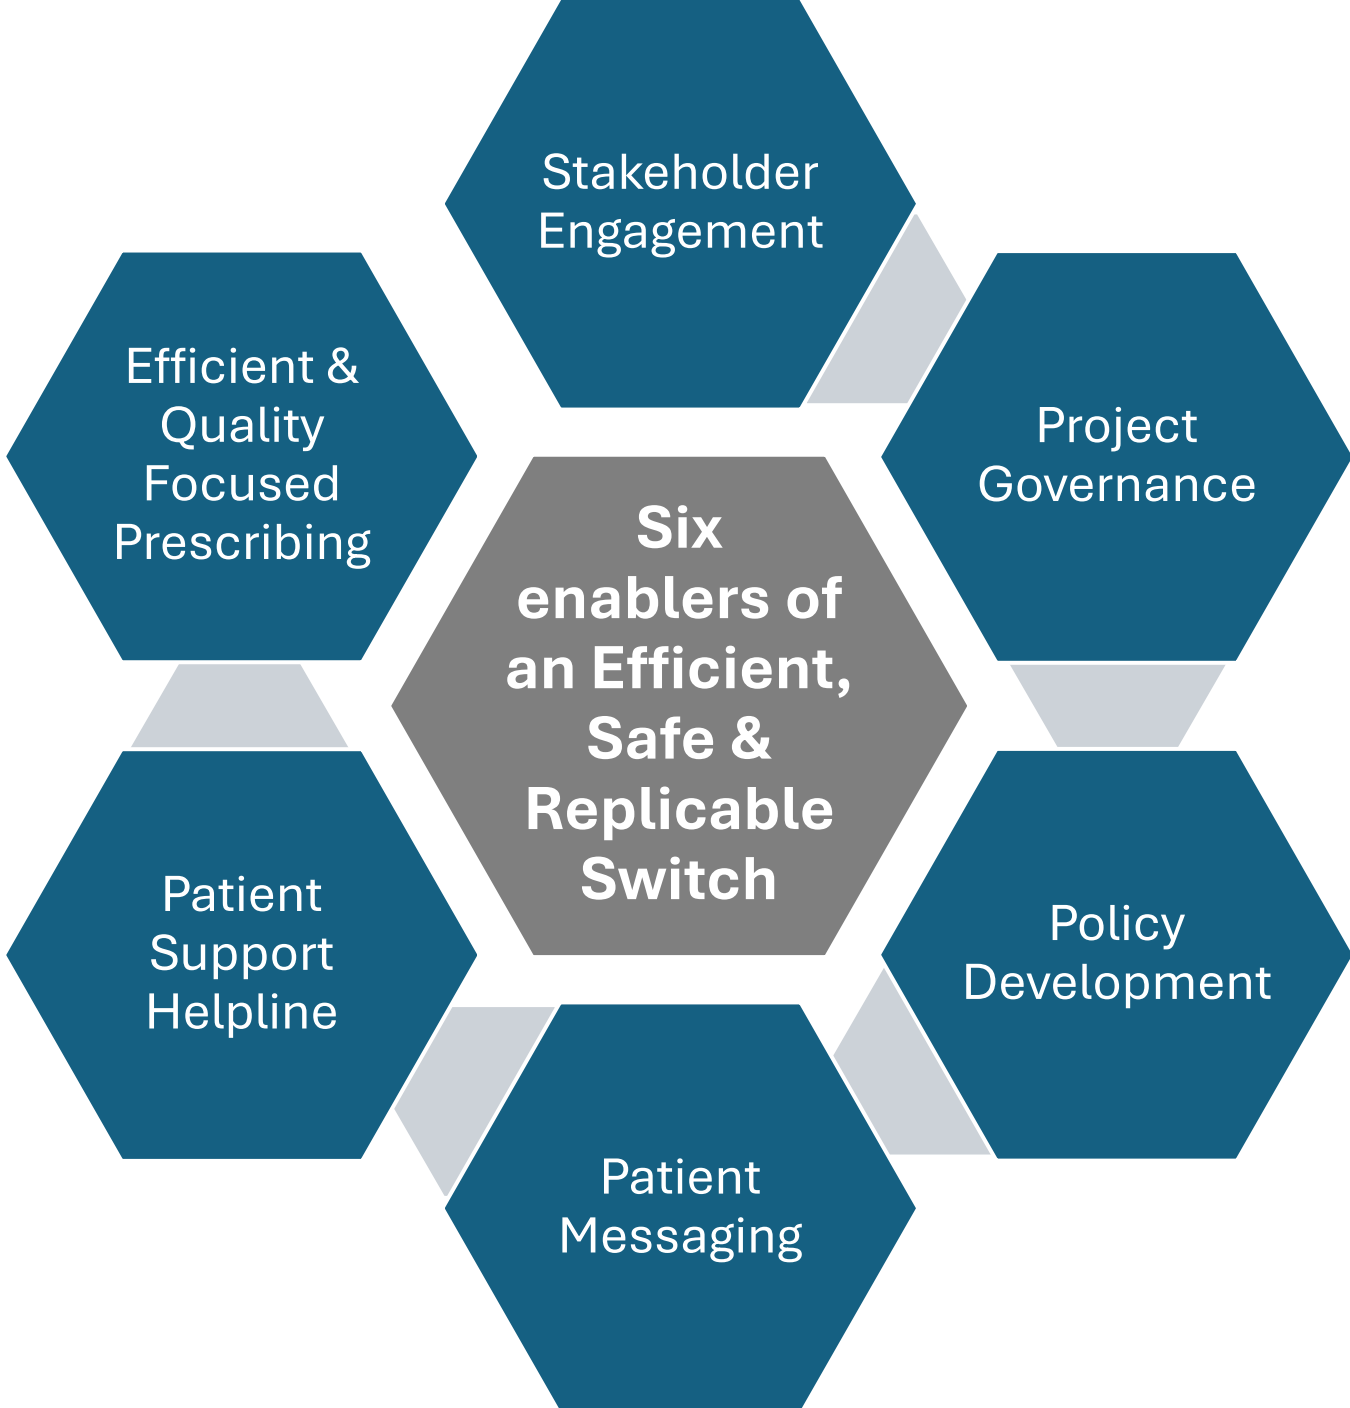 Stakeholder
Engagement
Project
Governance
Policy
Development
Patient
Messaging
Patient
Support
Helpline
Efficient &
Quality
Focused
Prescribing
Six
enablers of
an Efficient,
Safe &
Replicable
Switch